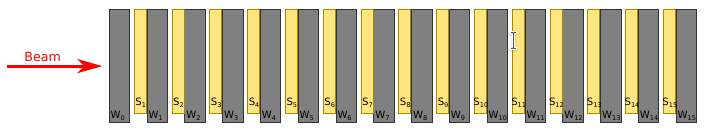 Beam
S₁ S₂ S₃ S₄ S₅ S₆ S₇ S₈ S₉ S₁₀ S₁₁ S₁₂ S₁₃ S₁₄ S₁₅
W₀ W₁ W₂ W₃ W₄ W₅ W₆ W₇ W₈ W₉ W₁₀ W₁₁ W₁₂ W₁₃ W₁₄ W₁₅